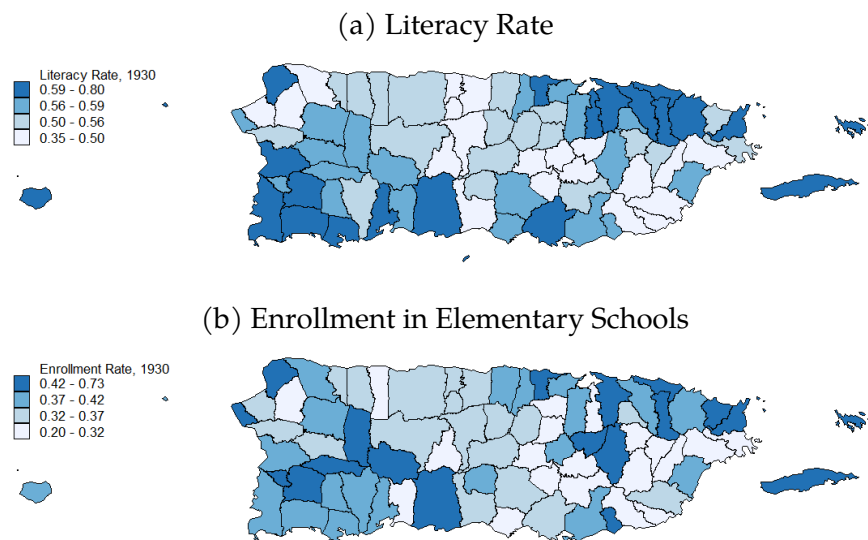 (a) Literacy Rate
Literacy Rate, 1930
0.59 - 0.80
0.56 - 0.59
0.50 - 0.56
0.35 - 0.50
(b) Enrollment in Elementary Schools
Enrollment Rate, 1930
0.42 - 0.73
0.37 - 0.42
0.32 - 0.37
0.20 - 0.32